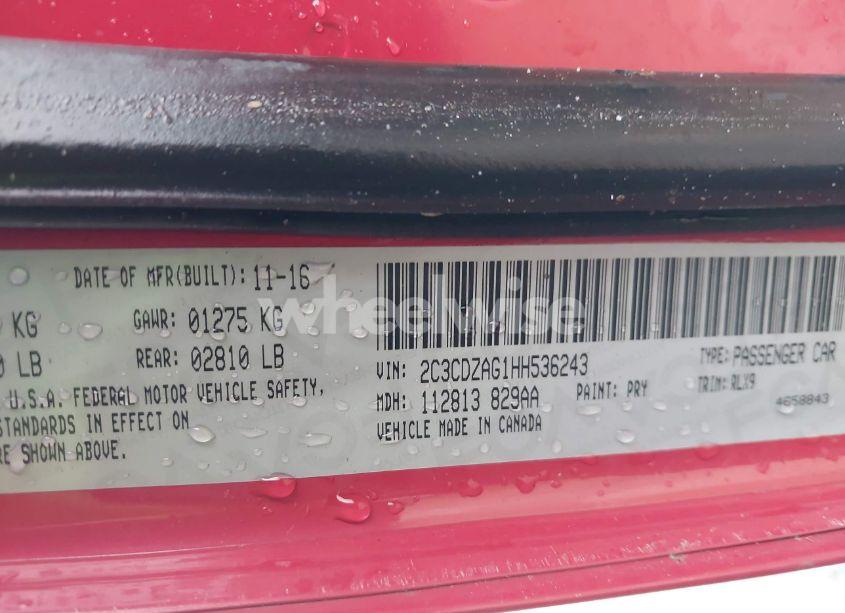 DATE OF MFR(BUILT): 11-16
KG GAWR: 01275 KG
LB REAR: 02810 LB
U.S.A. FEDERAL MOTOR VEHICLE SAFETY,
STANDARDS IN EFFECT ON
SHOWN ABOVE.
wheelwise
VIN: 2C3CDZAG1HH536243 TYPE: PASSENGER CAR
MDH: 112813 829AA PAINT: PRY TRIM: RLX9
VEHICLE MADE IN CANADA 4658843